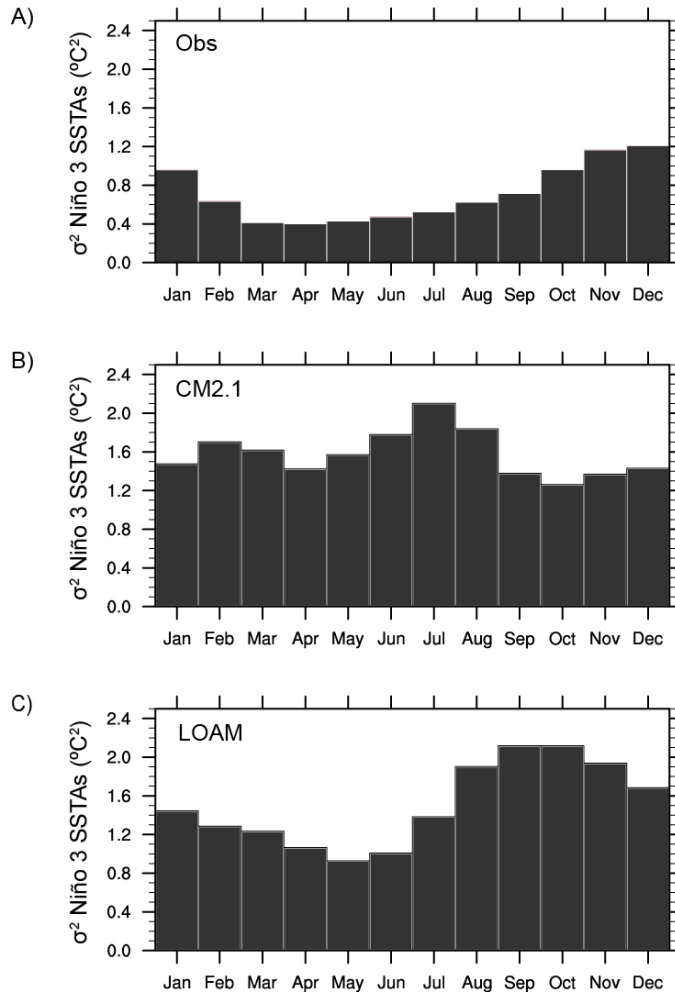 A)
Obs
σ² Niño 3 SSTAs (ºC²)
2.4
2.0
1.6
1.2
0.8
0.4
0.0
Jan Feb Mar Apr May Jun Jul Aug Sep Oct Nov Dec
B)
CM2.1
σ² Niño 3 SSTAs (ºC²)
2.4
2.0
1.6
1.2
0.8
0.4
0.0
Jan Feb Mar Apr May Jun Jul Aug Sep Oct Nov Dec
C)
LOAM
σ² Niño 3 SSTAs (ºC²)
2.4
2.0
1.6
1.2
0.8
0.4
0.0
Jan Feb Mar Apr May Jun Jul Aug Sep Oct Nov Dec